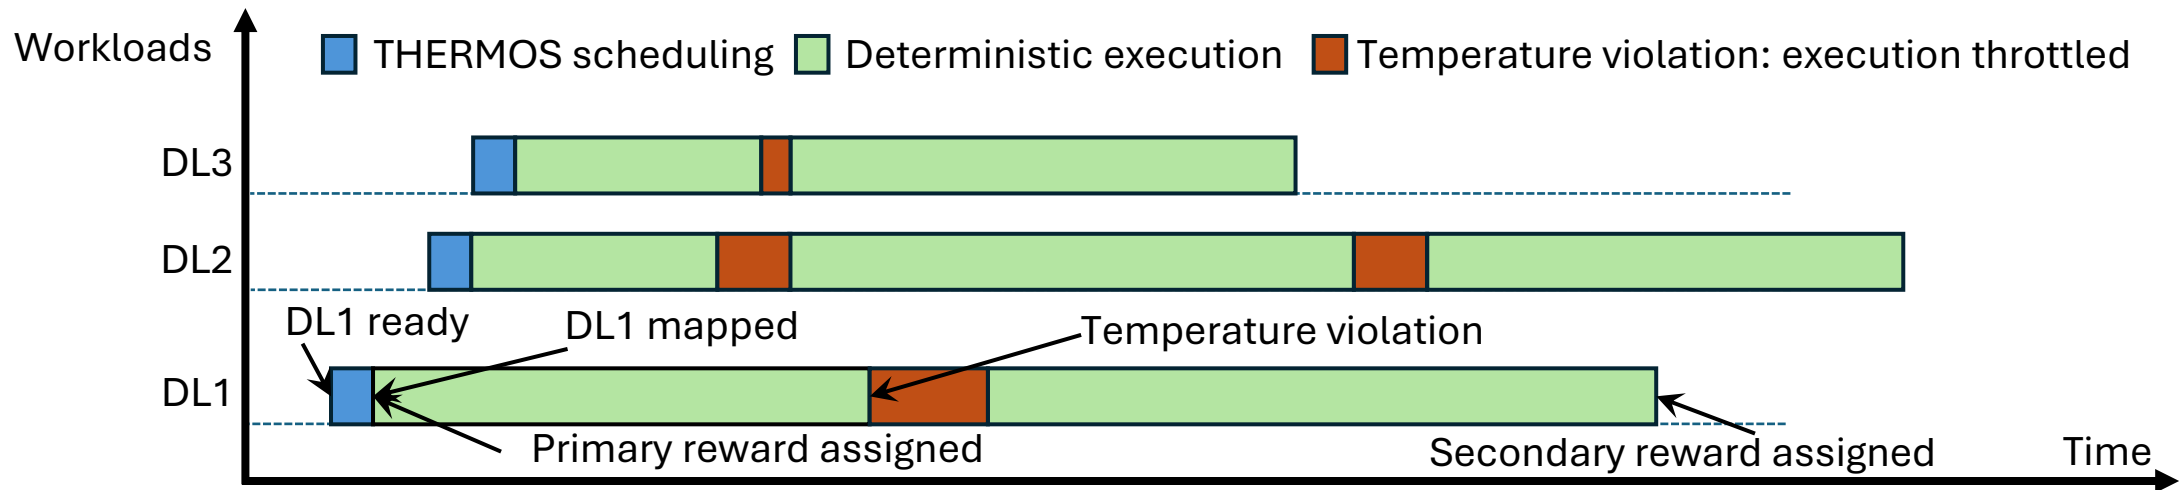 Workloads
THERMOS scheduling
Deterministic execution
Temperature violation: execution throttled
DL3
DL2
DL1 ready
DL1 mapped
Temperature violation
DL1
Primary reward assigned
Secondary reward assigned
Time